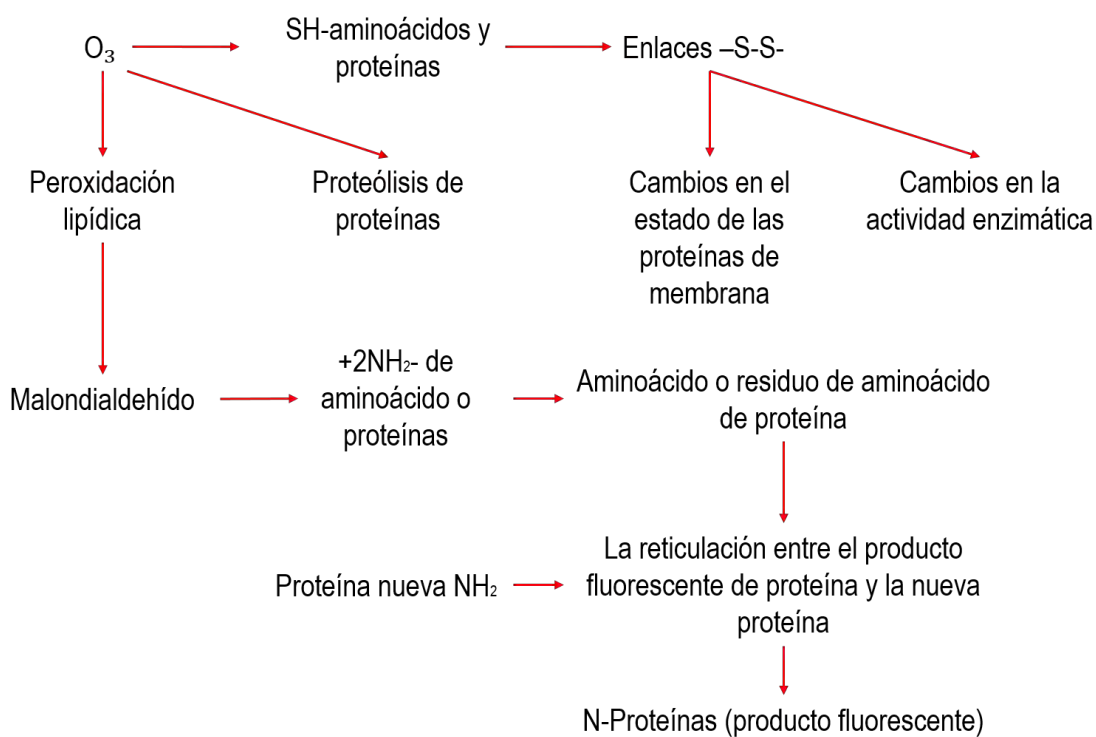 O₃
SH-aminoácidos y
proteínas
Enlaces –S-S-
Peroxidación
lipídica
Proteólisis de
proteínas
Cambios en el
estado de las
proteínas de
membrana
Cambios en la
actividad enzimática
Malondialdehído
+2NH₂- de
aminoácido o
proteínas
Aminoácido o residuo de aminoácido
de proteína
Proteína nueva NH₂
La reticulación entre el producto
fluorescente de proteína y la nueva
proteína
N-Proteínas (producto fluorescente)